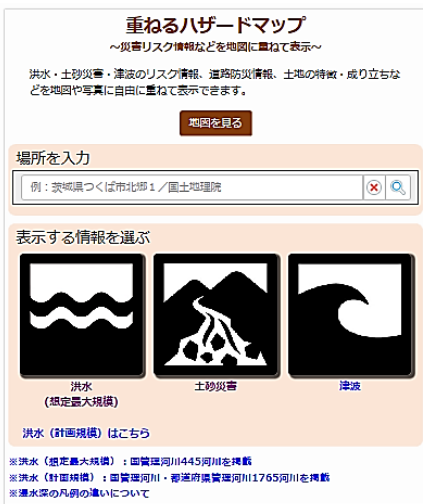 重ねるハザードマップ
～災害リスク情報などを地図に重ねて表示～
洪水・土砂災害・津波のリスク情報、道路防災情報、土地の特徴・成り立ちな
どを地図や写真に自由に重ねて表示できます。
地図を見る
場所を入力
例：茨城県つくば市北郷１／国土地理院
表示する情報を選ぶ
洪水
(想定最大規模)
土砂災害
津波
洪水（計画規模）はこちら
※洪水（想定最大規模）：国管理河川445河川を掲載
※洪水（計画規模）：国管理河川・都道府県管理河川1765河川を掲載
※浸水深の凡例の違いについて